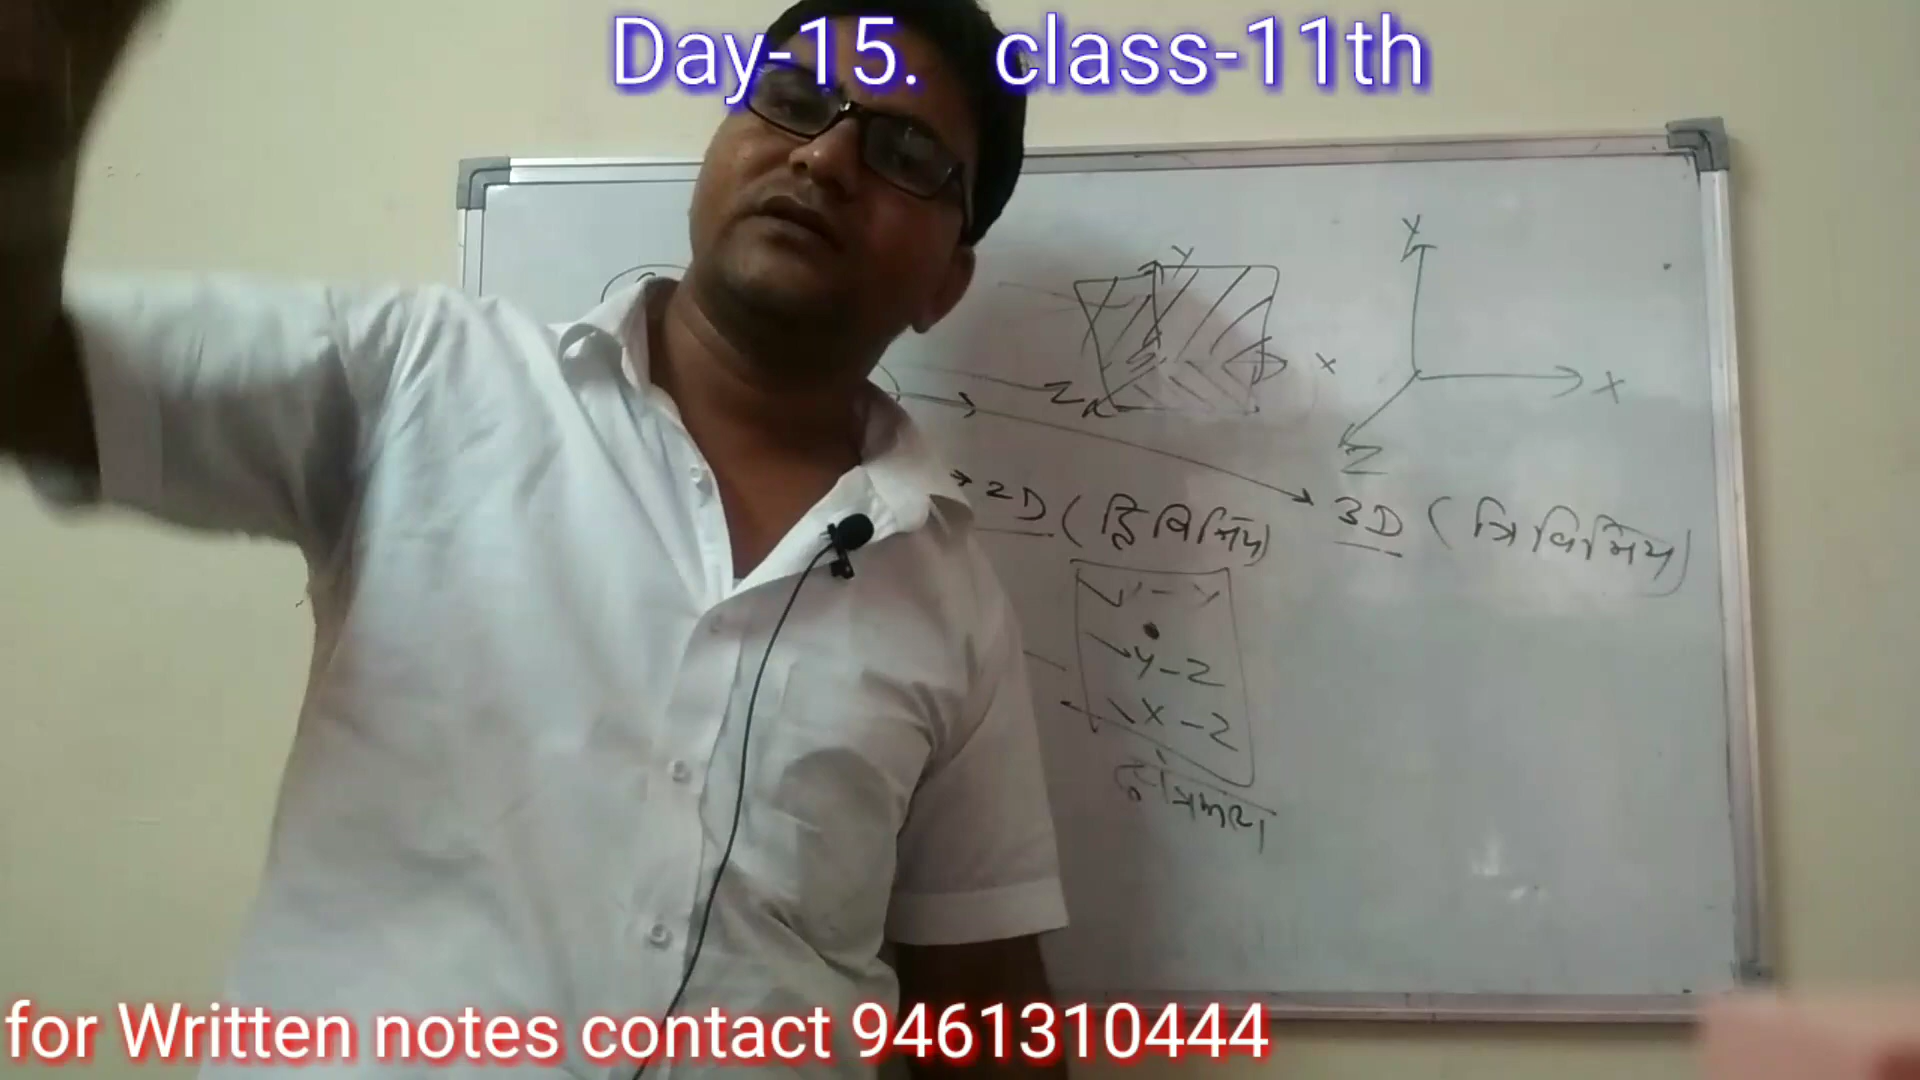 Day-15. class-11th
Y
Y
X
X
Z
Z
2D (द्विविमिय)
3D (त्रिविमिय)
Y-Z
X-Z
for Written notes contact 9461310444